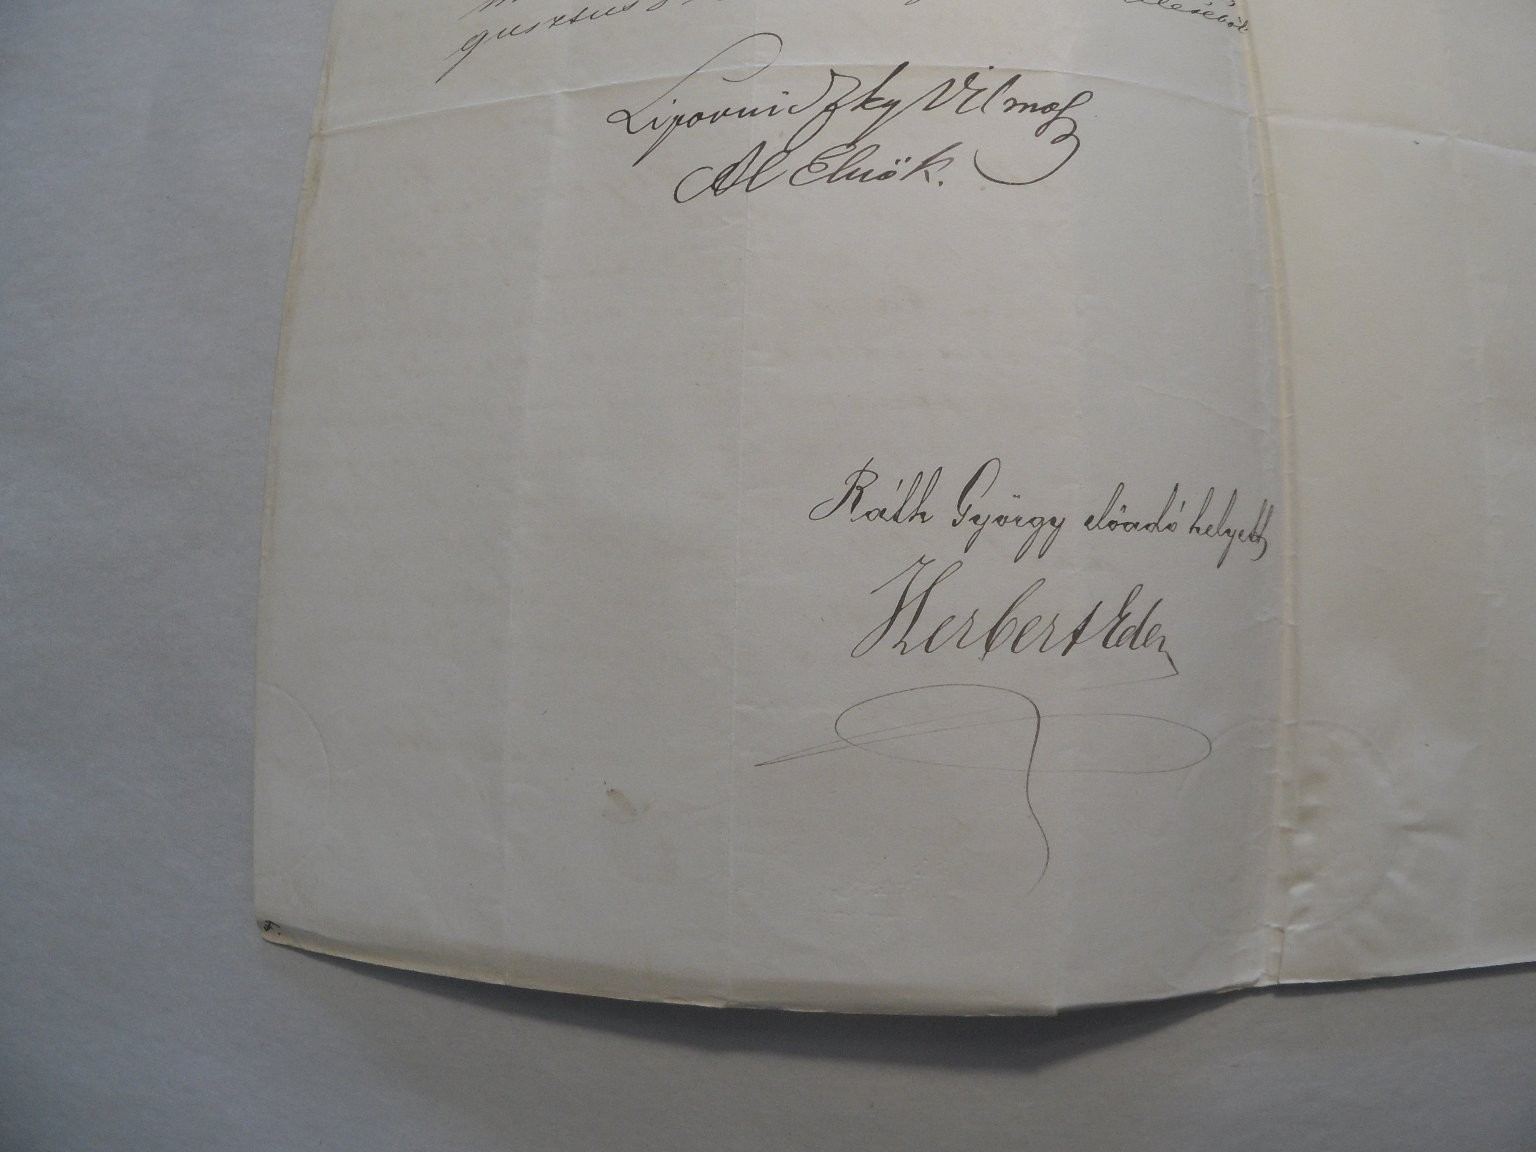 Lipovniczky Vilmos
Al Elnök.
Ráth György előadó helyett
Herbert Ede